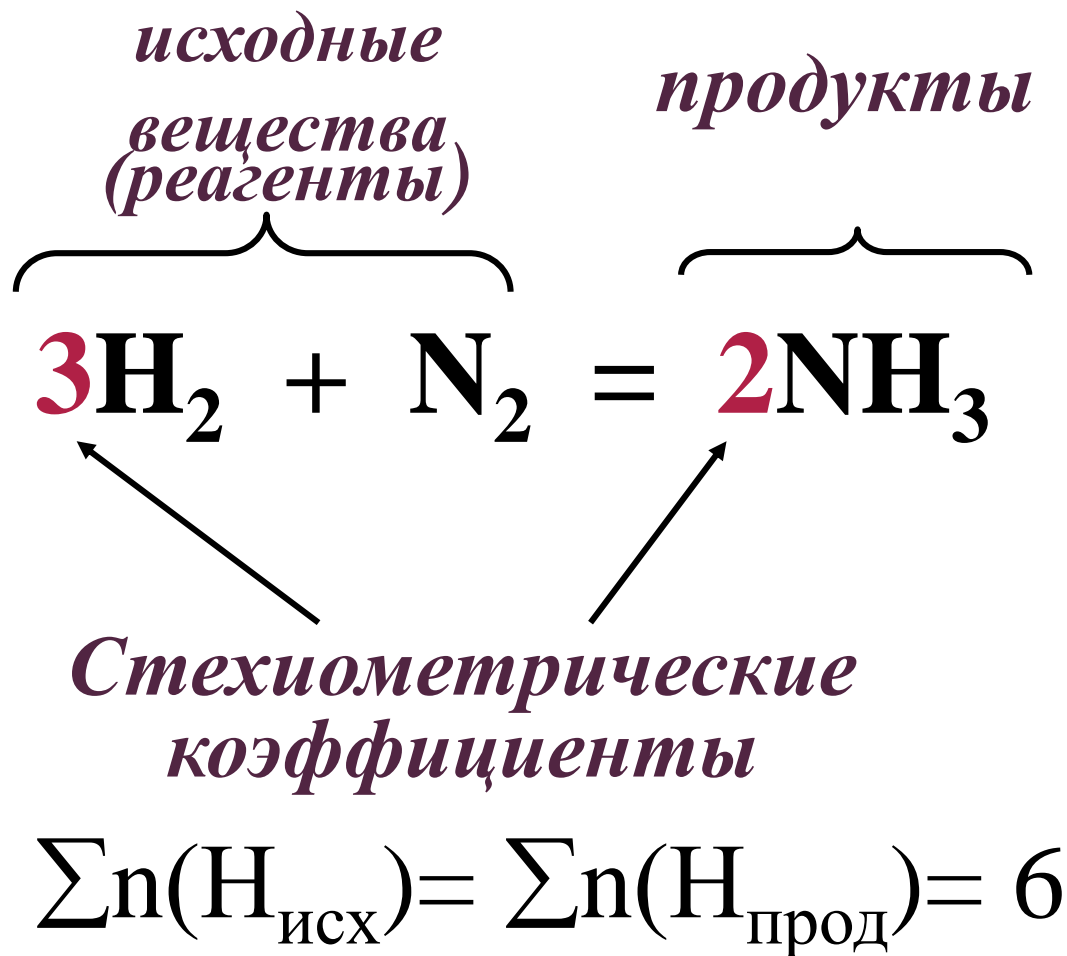 исходные
вещества
(реагенты)
продукты
3H₂ + N₂ = 2NH₃
Стехиометрические
коэффициенты
∑n(Hисх)= ∑n(Hпрод)= 6